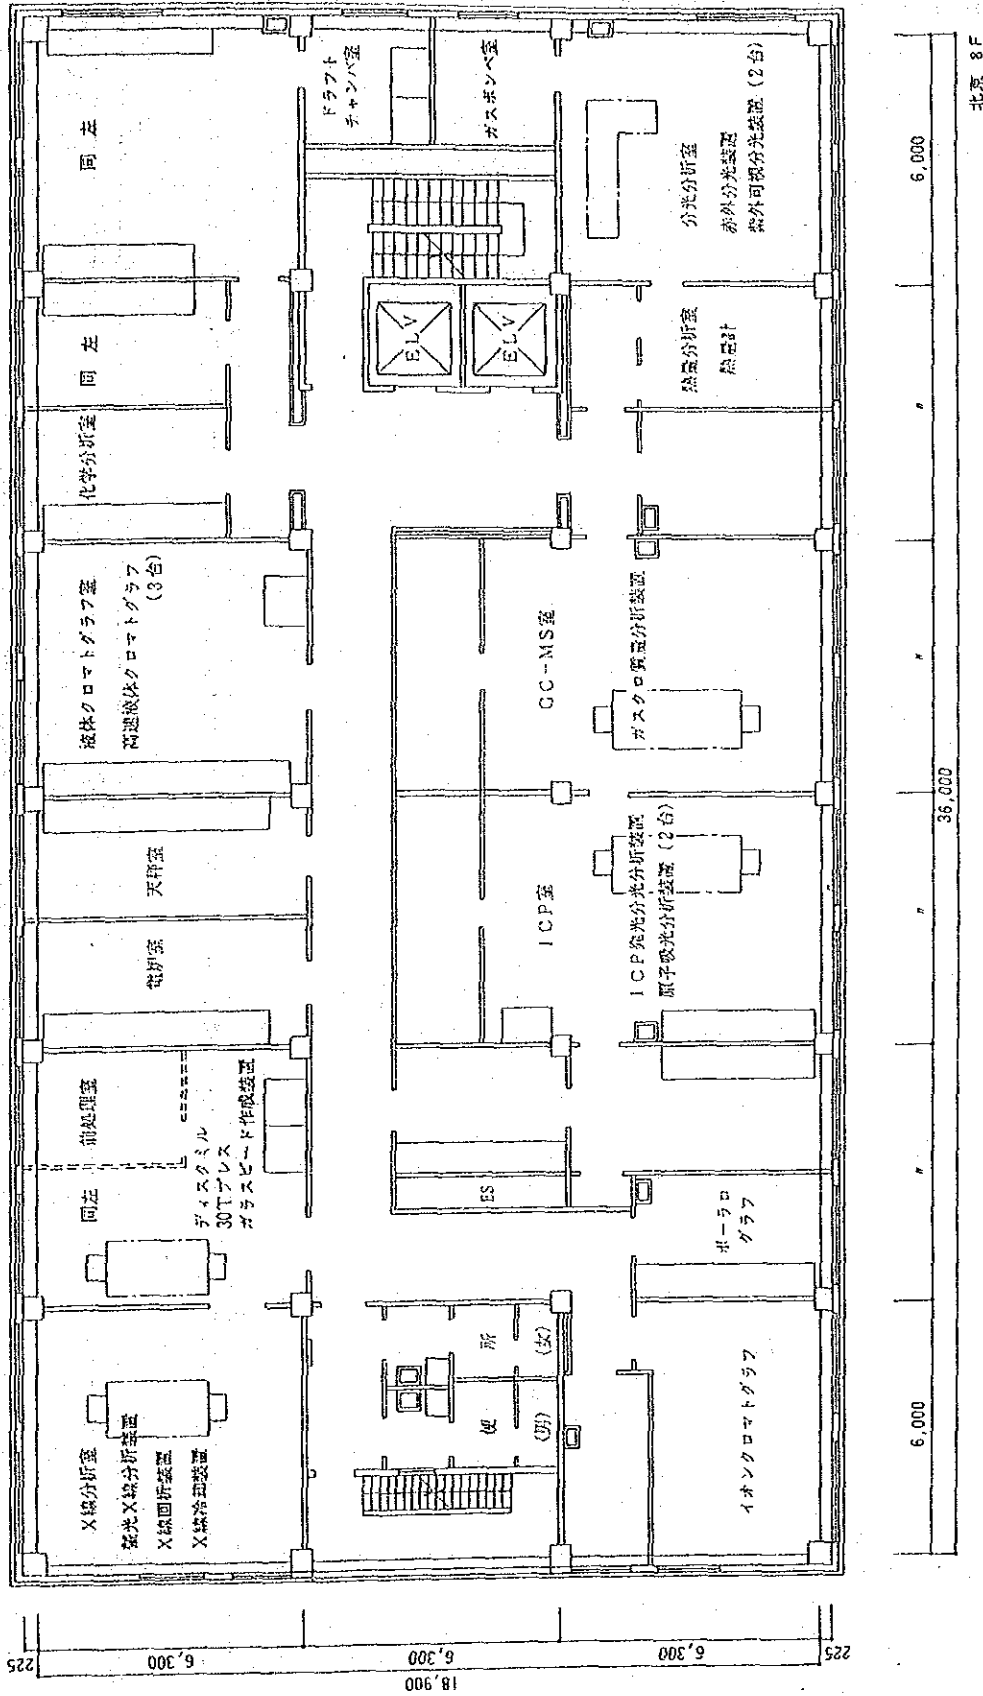 X線分析室
蛍光X線分析装置
X線回折装置
X線冷却装置
同左
前処理室
ディスクミル
30Tプレス
ガラスビード作成装置
電炉室
天秤室
液体クロマトグラフ室
高速液体クロマトグラフ
(3台)
化学分析室
同左
同左
ドラフト
チャンバ室
ガスボンベ室
ELV
ELV
便所
(男)
(女)
ES
ICP室
GC-MS室
イオンクロマトグラフ
ポーラロ
グラフ
ICP発光分光分析装置
原子吸光分析装置(2台)
ガスクロ質量分析装置
熱量分析室
熱量計
分光分析室
赤外分光装置
紫外可視分光装置(2台)
225
6,300
6,300
6,300
225
18,900
6,000
〃
〃
〃
〃
6,000
36,000
北京 8F